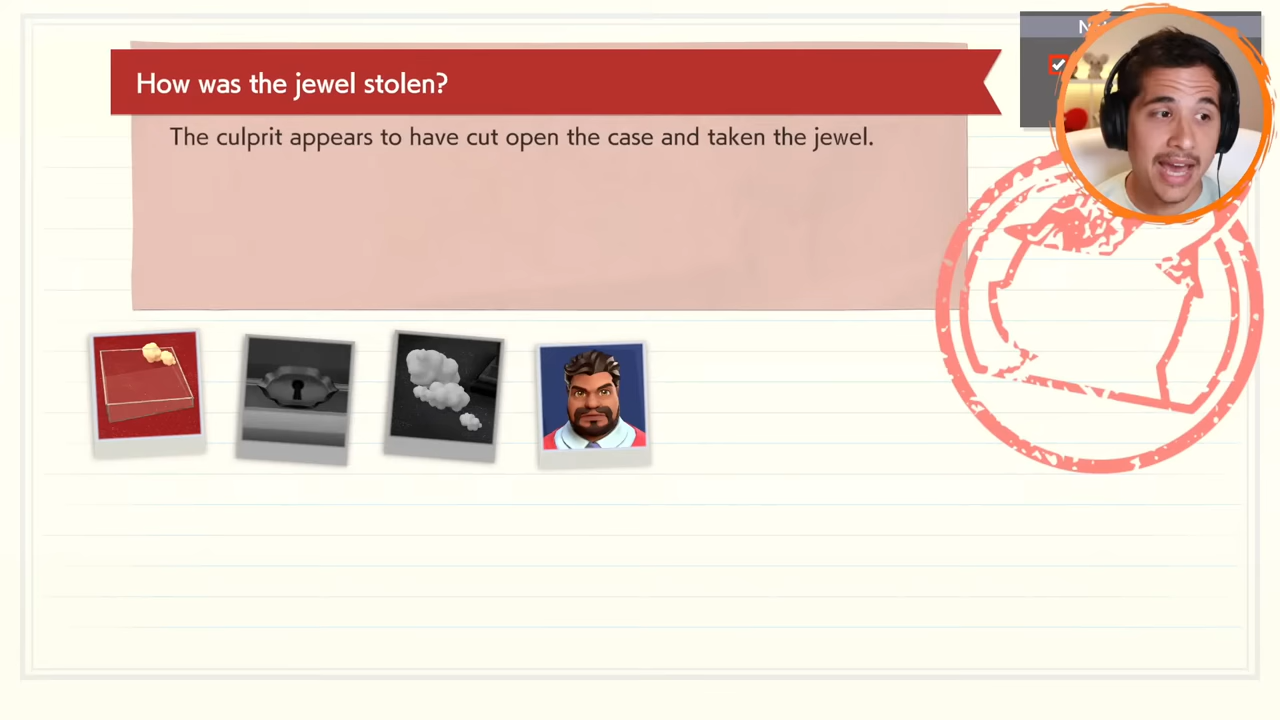 How was the jewel stolen?
The culprit appears to have cut open the case and taken the jewel.